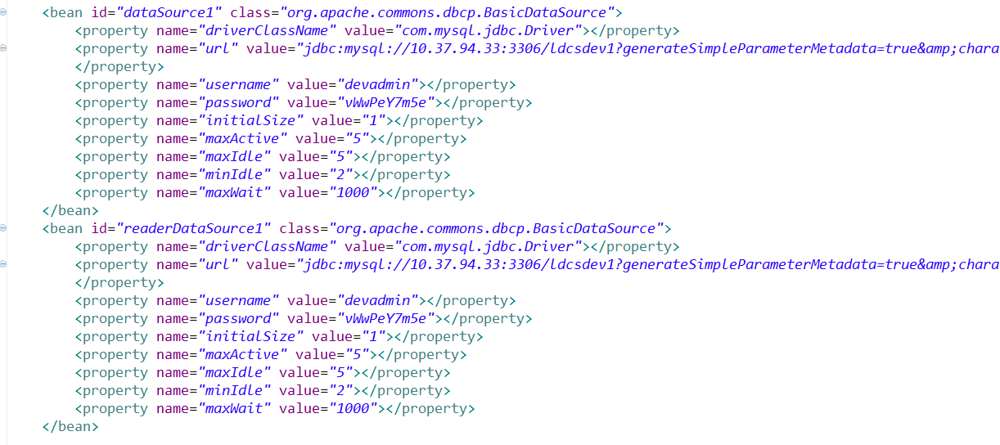 <bean id="dataSource1" class="org.apache.commons.dbcp.BasicDataSource">
<property name="driverClassName" value="com.mysql.jdbc.Driver"></property>
<property name="url" value="jdbc:mysql://10.37.94.33:3306/ldcsdev1?generateSimpleParameterMetadata=true&amp;chara
</property>
<property name="username" value="devadmin"></property>
<property name="password" value="vWwPeY7m5e"></property>
<property name="initialSize" value="1"></property>
<property name="maxActive" value="5"></property>
<property name="maxIdle" value="5"></property>
<property name="minIdle" value="2"></property>
<property name="maxWait" value="1000"></property>
</bean>
<bean id="readerDataSource1" class="org.apache.commons.dbcp.BasicDataSource">
<property name="driverClassName" value="com.mysql.jdbc.Driver"></property>
<property name="url" value="jdbc:mysql://10.37.94.33:3306/ldcsdev1?generateSimpleParameterMetadata=true&amp;chara
</property>
<property name="username" value="devadmin"></property>
<property name="password" value="vWwPeY7m5e"></property>
<property name="initialSize" value="1"></property>
<property name="maxActive" value="5"></property>
<property name="maxIdle" value="5"></property>
<property name="minIdle" value="2"></property>
<property name="maxWait" value="1000"></property>
</bean>